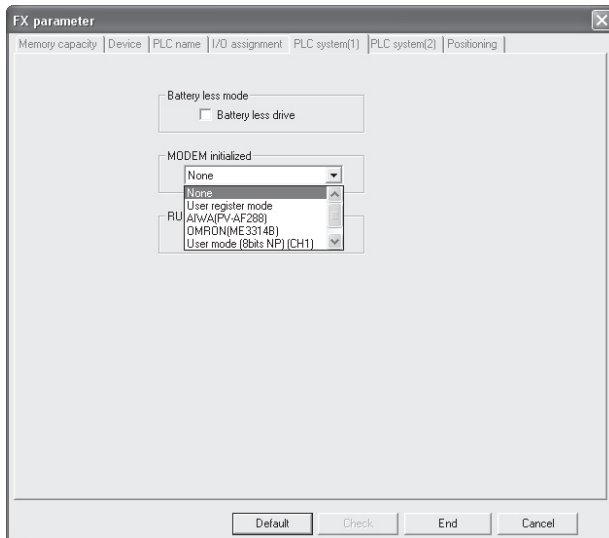 FX parameter
Memory capacity Device PLC name I/O assignment PLC system(1) PLC system(2) Positioning
Battery less mode
Battery less drive
MODEM initialized
None
None
User register mode
AIWA(PV-AF288)
RU
OMRON(ME3314B)
User mode (8bits NP) (CH1)
Default Check End Cancel